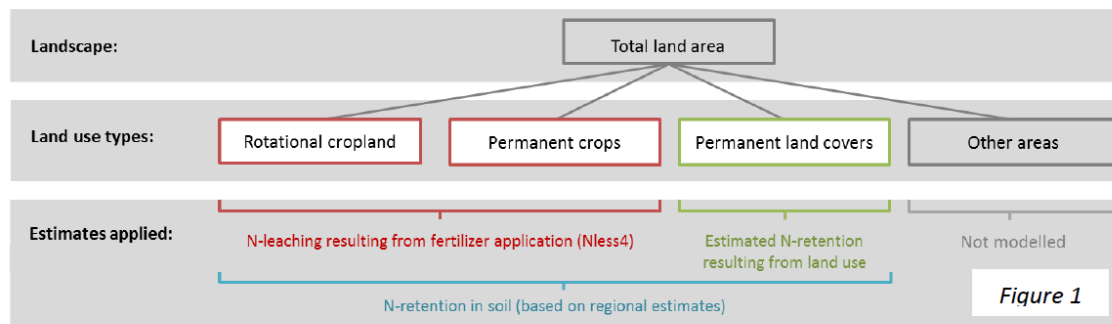 Landscape:
Total land area
Land use types:
Rotational cropland
Permanent crops
Permanent land covers
Other areas
Estimates applied:
N-leaching resulting from fertilizer application (Nless4)
Estimated N-retention
resulting from land use
Not modelled
N-retention in soil (based on regional estimates)
Figure 1